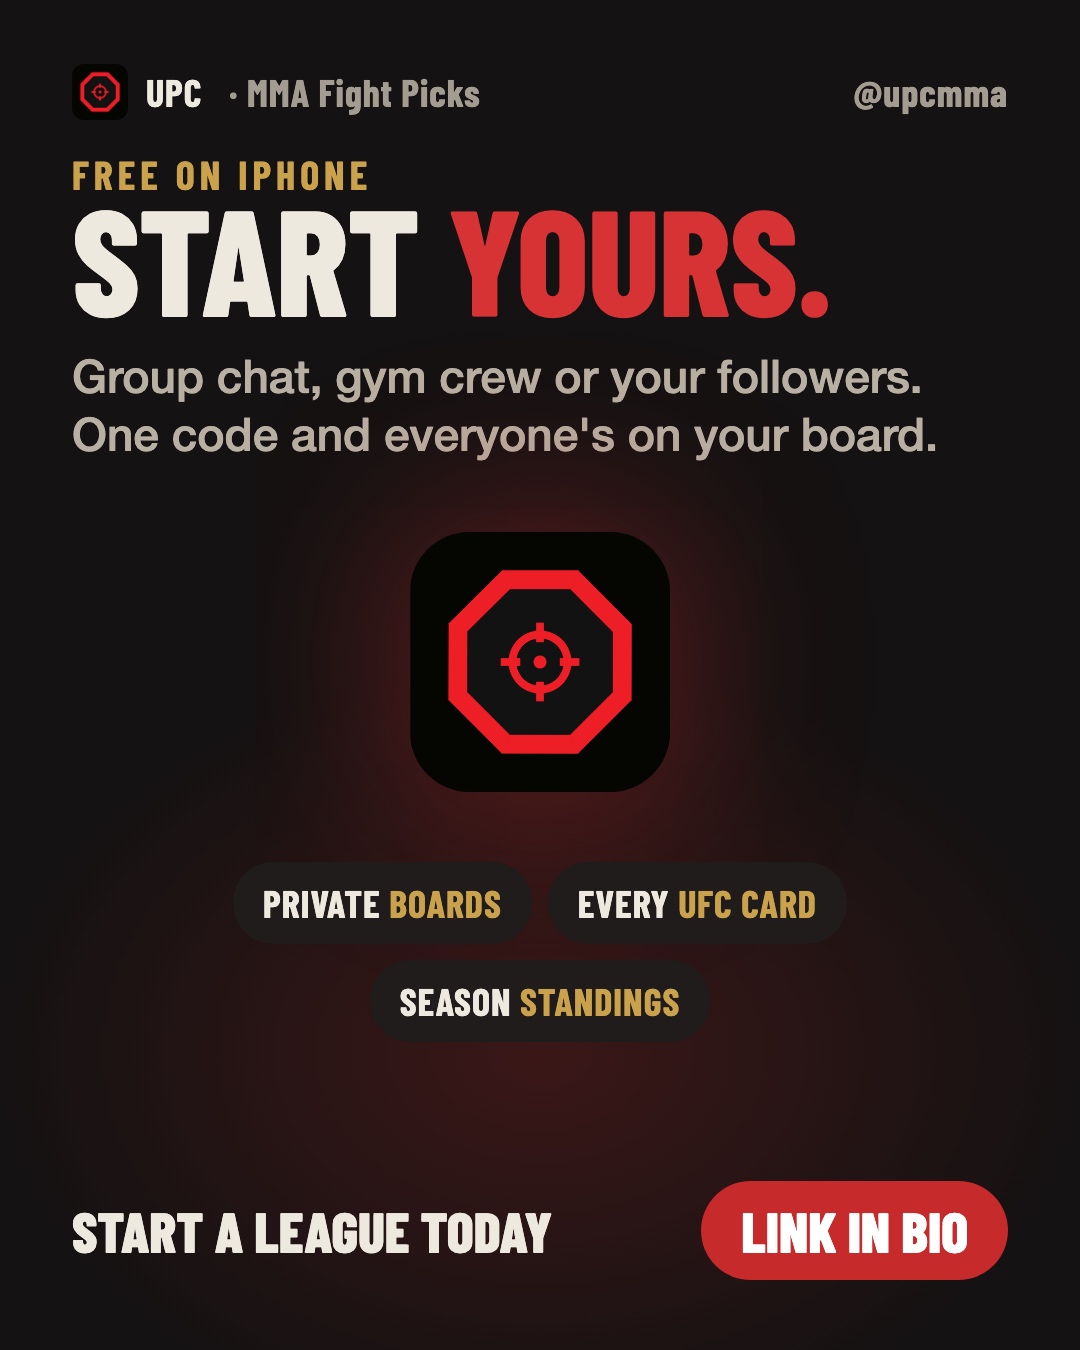 UPC · MMA Fight Picks @upcmma
FREE ON IPHONE
START YOURS.
Group chat, gym crew or your followers.
One code and everyone's on your board.
PRIVATE BOARDS EVERY UFC CARD
SEASON STANDINGS
START A LEAGUE TODAY LINK IN BIO